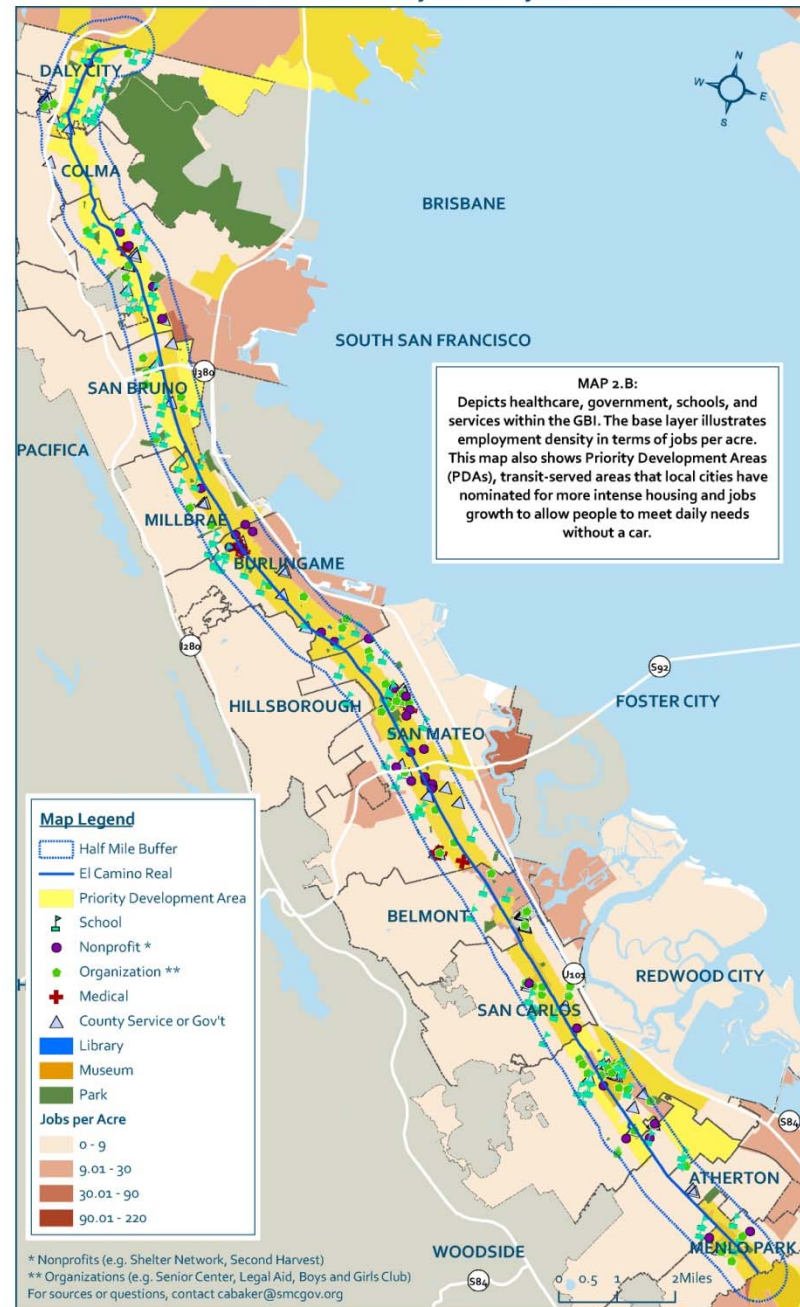 N
W
E
S
DALY CITY
COLMA
BRISBANE
SOUTH SAN FRANCISCO
I380
SAN BRUNO
PACIFICA
MAP 2.B:
Depicts healthcare, government, schools, and
services within the GBI. The base layer illustrates
employment density in terms of jobs per acre.
This map also shows Priority Development Areas
(PDAs), transit-served areas that local cities have
nominated for more intense housing and jobs
growth to allow people to meet daily needs
without a car.
MILLBRAE
BURLINGAME
I280
S92
HILLSBOROUGH
FOSTER CITY
SAN MATEO
Map Legend
Half Mile Buffer
El Camino Real
Priority Development Area
School
Nonprofit *
Organization **
Medical
County Service or Gov't
Library
Museum
Park
Jobs per Acre
0 - 9
9.01 - 30
30.01 - 90
90.01 - 220
BELMONT
U101
REDWOOD CITY
SAN CARLOS
S84
ATHERTON
MENLO PARK
WOODSIDE
S84
0 0.5 1 2 Miles
* Nonprofits (e.g. Shelter Network, Second Harvest)
** Organizations (e.g. Senior Center, Legal Aid, Boys and Girls Club)
For sources or questions, contact cabaker@smcgov.org